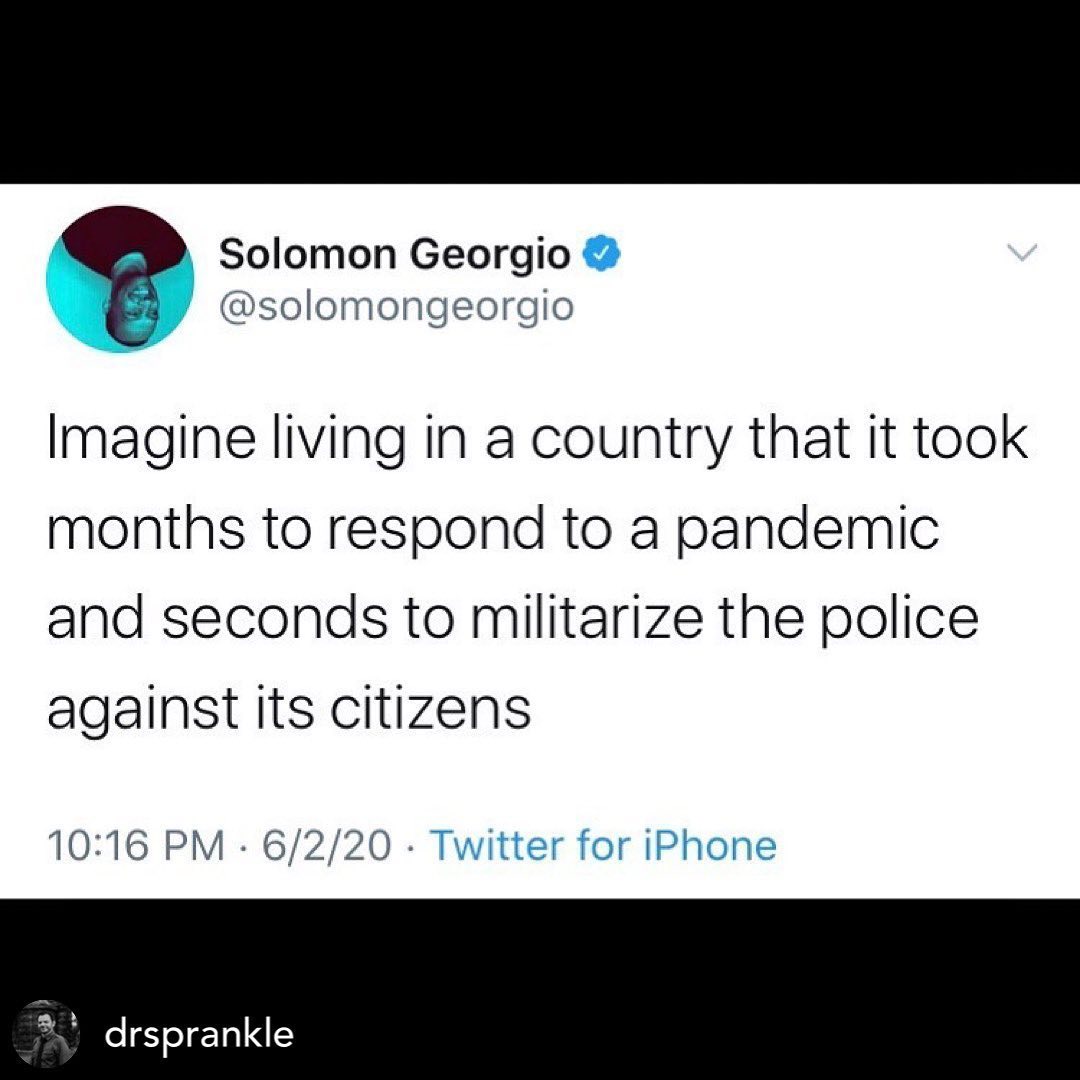 Solomon Georgio
@solomongeorgio
Imagine living in a country that it took
months to respond to a pandemic
and seconds to militarize the police
against its citizens
10:16 PM · 6/2/20 · Twitter for iPhone
drsprankle